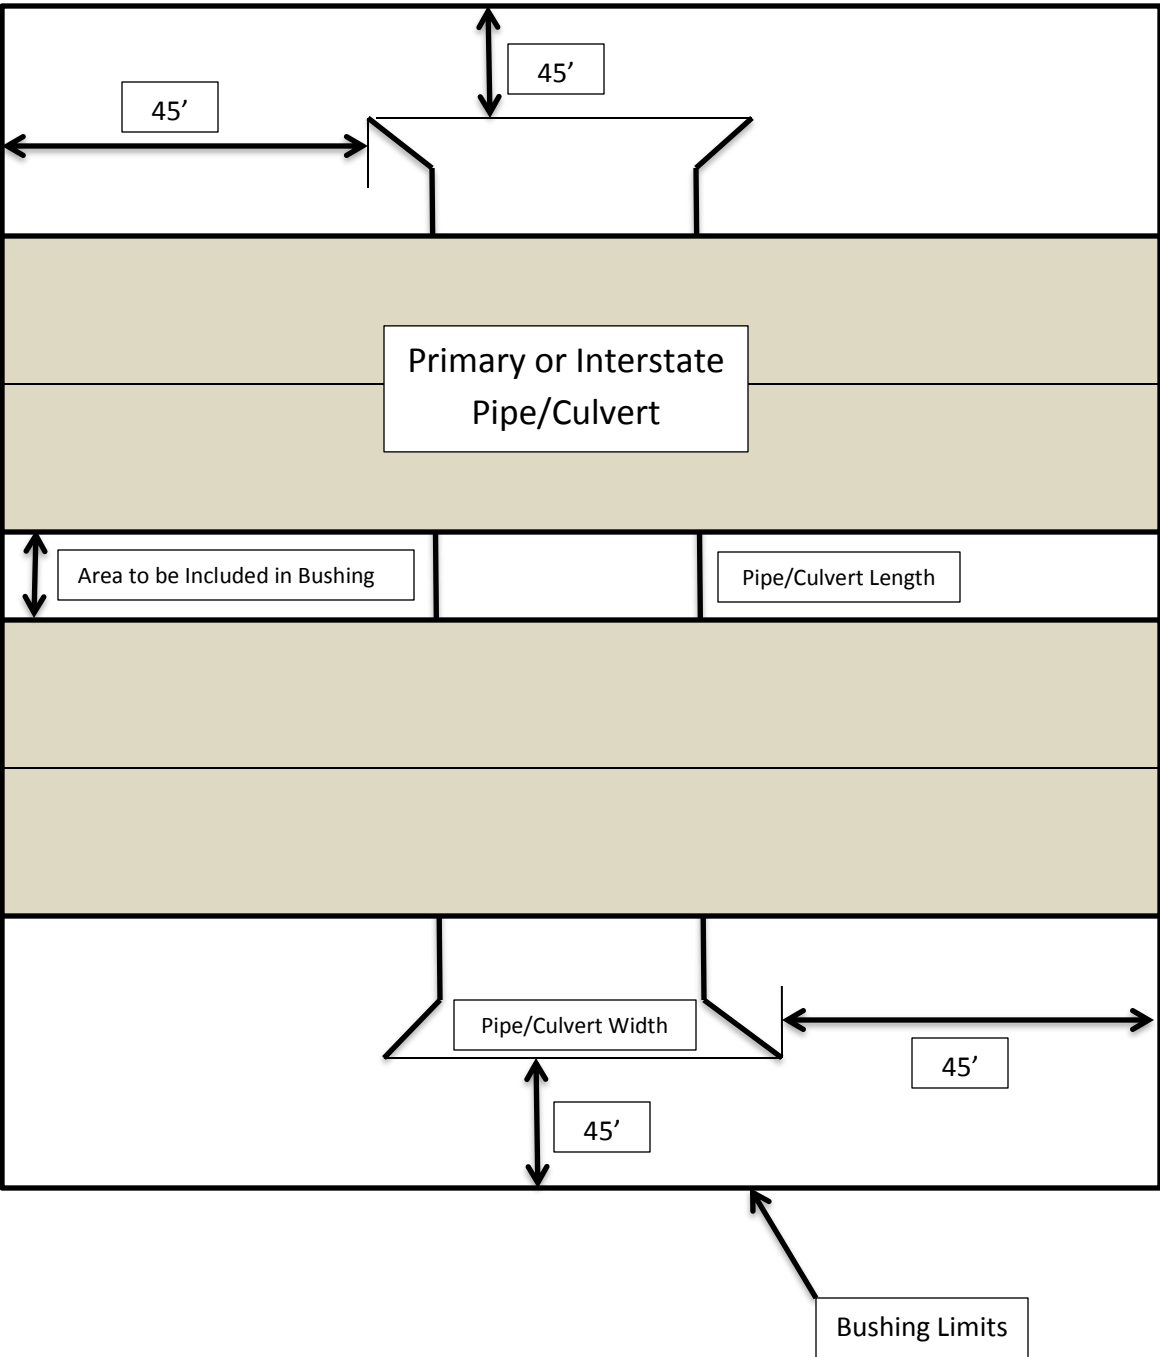 45’
45’
Primary or Interstate
Pipe/Culvert
Area to be Included in Bushing
Pipe/Culvert Length
Pipe/Culvert Width
45’
45’
Bushing Limits